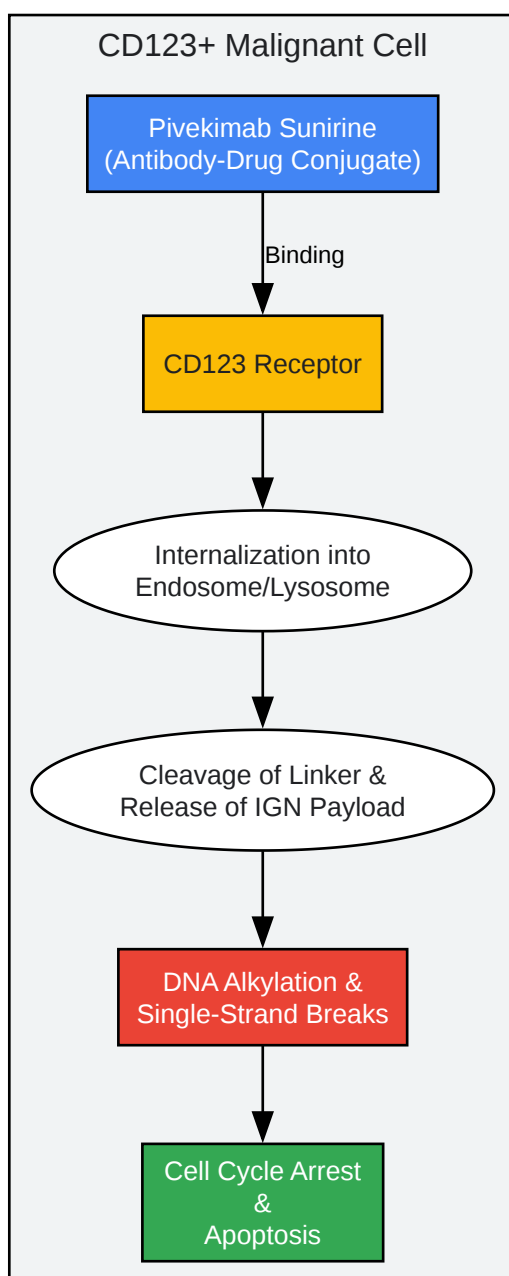 CD123+ Malignant Cell
Pivekimab Sunirine
(Antibody-Drug Conjugate)
Binding
CD123 Receptor
Internalization into
Endosome/Lysosome
Cleavage of Linker &
Release of IGN Payload
DNA Alkylation &
Single-Strand Breaks
Cell Cycle Arrest
&
Apoptosis